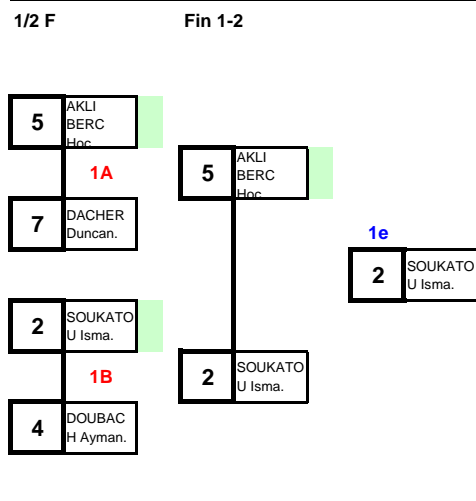 1/2 F
Fin 1-2
5
AKLI
BERC
Hoc
1A
7
DACHER
Duncan.
2
SOUKATO
U Isma.
1B
4
DOUBAC
H Ayman.
5
AKLI
BERC
Hoc
2
SOUKATO
U Isma.
1e
2
SOUKATO
U Isma.